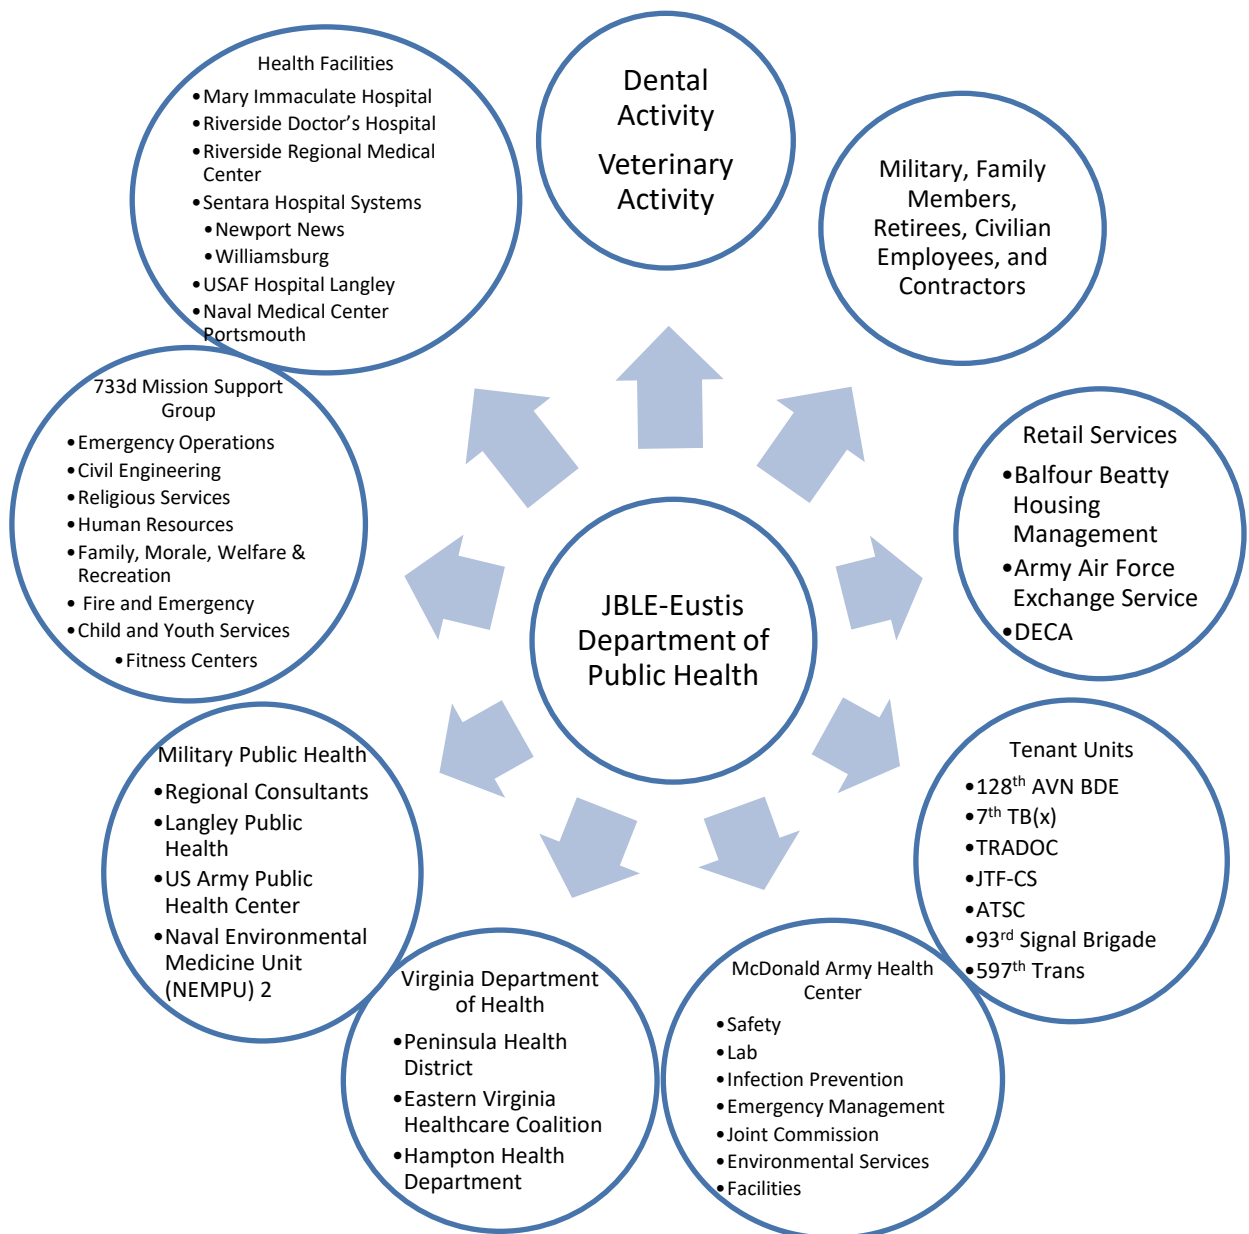 Health Facilities
•Mary Immaculate Hospital
•Riverside Doctor’s Hospital
•Riverside Regional Medical
Center
•Sentara Hospital Systems
•Newport News
•Williamsburg
•USAF Hospital Langley
•Naval Medical Center
Portsmouth
Dental
Activity
Veterinary
Activity
Military, Family
Members,
Retirees, Civilian
Employees, and
Contractors
Retail Services
•Balfour Beatty
Housing
Management
•Army Air Force
Exchange Service
•DECA
Tenant Units
•128th AVN BDE
•7th TB(x)
•TRADOC
•JTF-CS
•ATSC
•93rd Signal Brigade
•597th Trans
McDonald Army Health
Center
•Safety
•Lab
•Infection Prevention
•Emergency Management
•Joint Commission
•Environmental Services
•Facilities
Virginia Department
of Health
•Peninsula Health
District
•Eastern Virginia
Healthcare Coalition
•Hampton Health
Department
Military Public Health
•Regional Consultants
•Langley Public
Health
•US Army Public
Health Center
•Naval Environmental
Medicine Unit
(NEMPU) 2
733d Mission Support
Group
•Emergency Operations
•Civil Engineering
•Religious Services
•Human Resources
•Family, Morale, Welfare &
Recreation
• Fire and Emergency
•Child and Youth Services
•Fitness Centers
JBLE-Eustis
Department of
Public Health